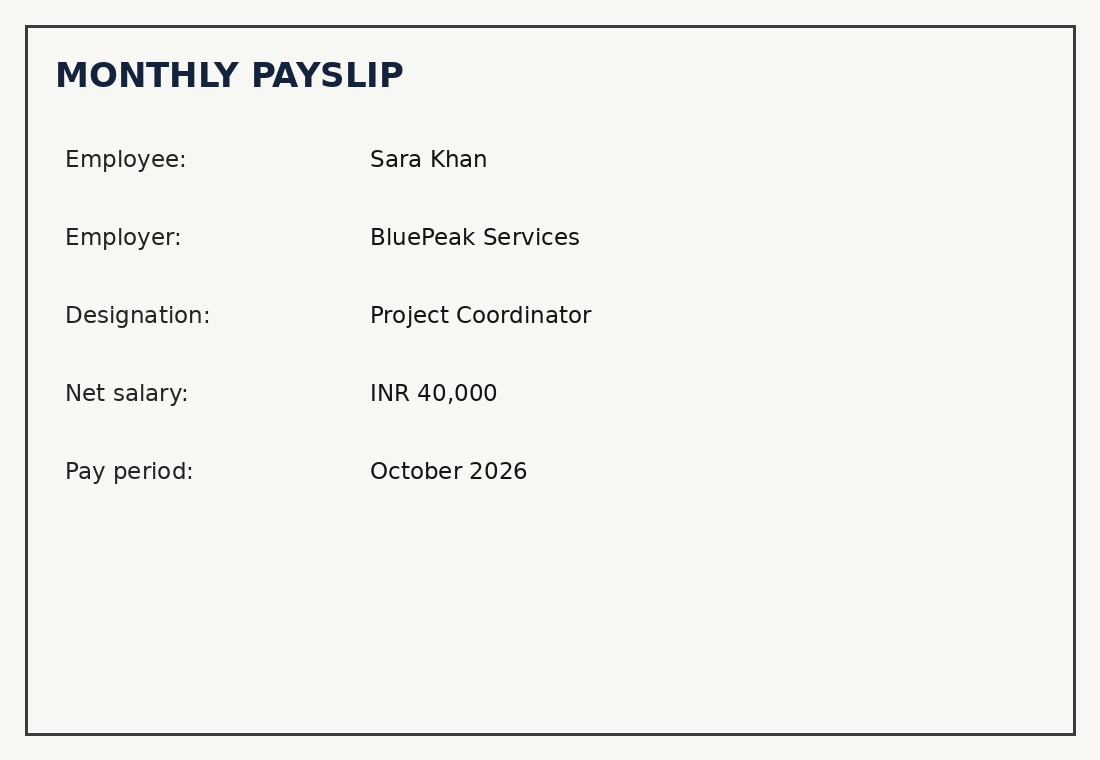 MONTHLY PAYSLIP
Employee: Sara Khan
Employer: BluePeak Services
Designation: Project Coordinator
Net salary: INR 40,000
Pay period: October 2026